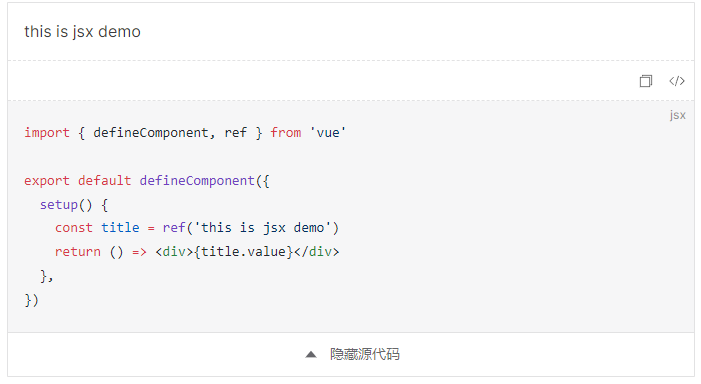 this is jsx demo
jsx
import { defineComponent, ref } from 'vue'
export default defineComponent({
  setup() {
    const title = ref('this is jsx demo')
    return () => <div>{title.value}</div>
  },
})
隐藏源代码